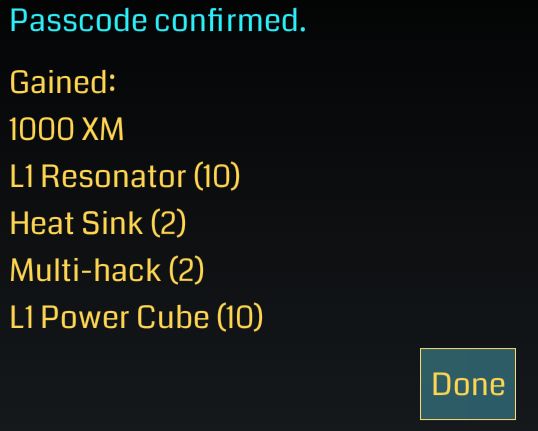 Passcode confirmed.
Gained:
1000 XM
L1 Resonator (10)
Heat Sink (2)
Multi-hack (2)
L1 Power Cube (10)
Done